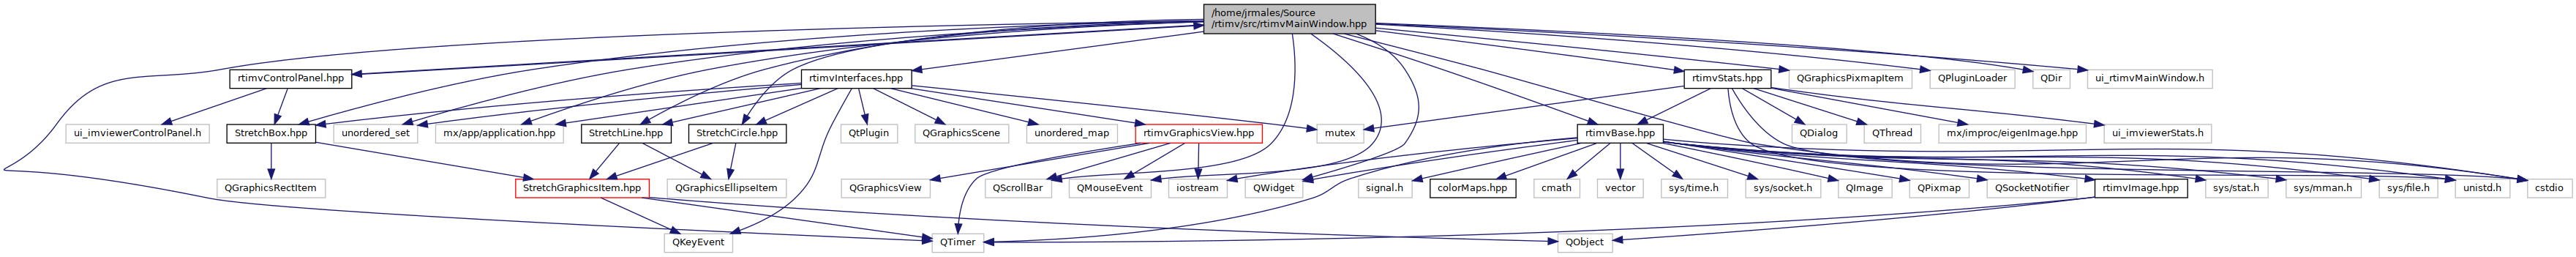 /home/jrmales/Source
/rtimv/src/rtimvMainWindow.hpp
rtimvControlPanel.hpp
rtimvInterfaces.hpp
rtimvStats.hpp
QGraphicsPixmapItem
QPluginLoader
QDir
ui_rtimvMainWindow.h
ui_imviewerControlPanel.h
StretchBox.hpp
unordered_set
mx/app/application.hpp
StretchLine.hpp
StretchCircle.hpp
QtPlugin
QGraphicsScene
unordered_map
rtimvGraphicsView.hpp
mutex
rtimvBase.hpp
QDialog
QThread
mx/improc/eigenImage.hpp
ui_imviewerStats.h
QGraphicsRectItem
StretchGraphicsItem.hpp
QGraphicsEllipseItem
QGraphicsView
QScrollBar
QMouseEvent
iostream
QWidget
signal.h
colorMaps.hpp
cmath
vector
sys/time.h
sys/socket.h
QImage
QPixmap
QSocketNotifier
rtimvImage.hpp
sys/stat.h
sys/mman.h
sys/file.h
unistd.h
cstdio
QKeyEvent
QTimer
QObject